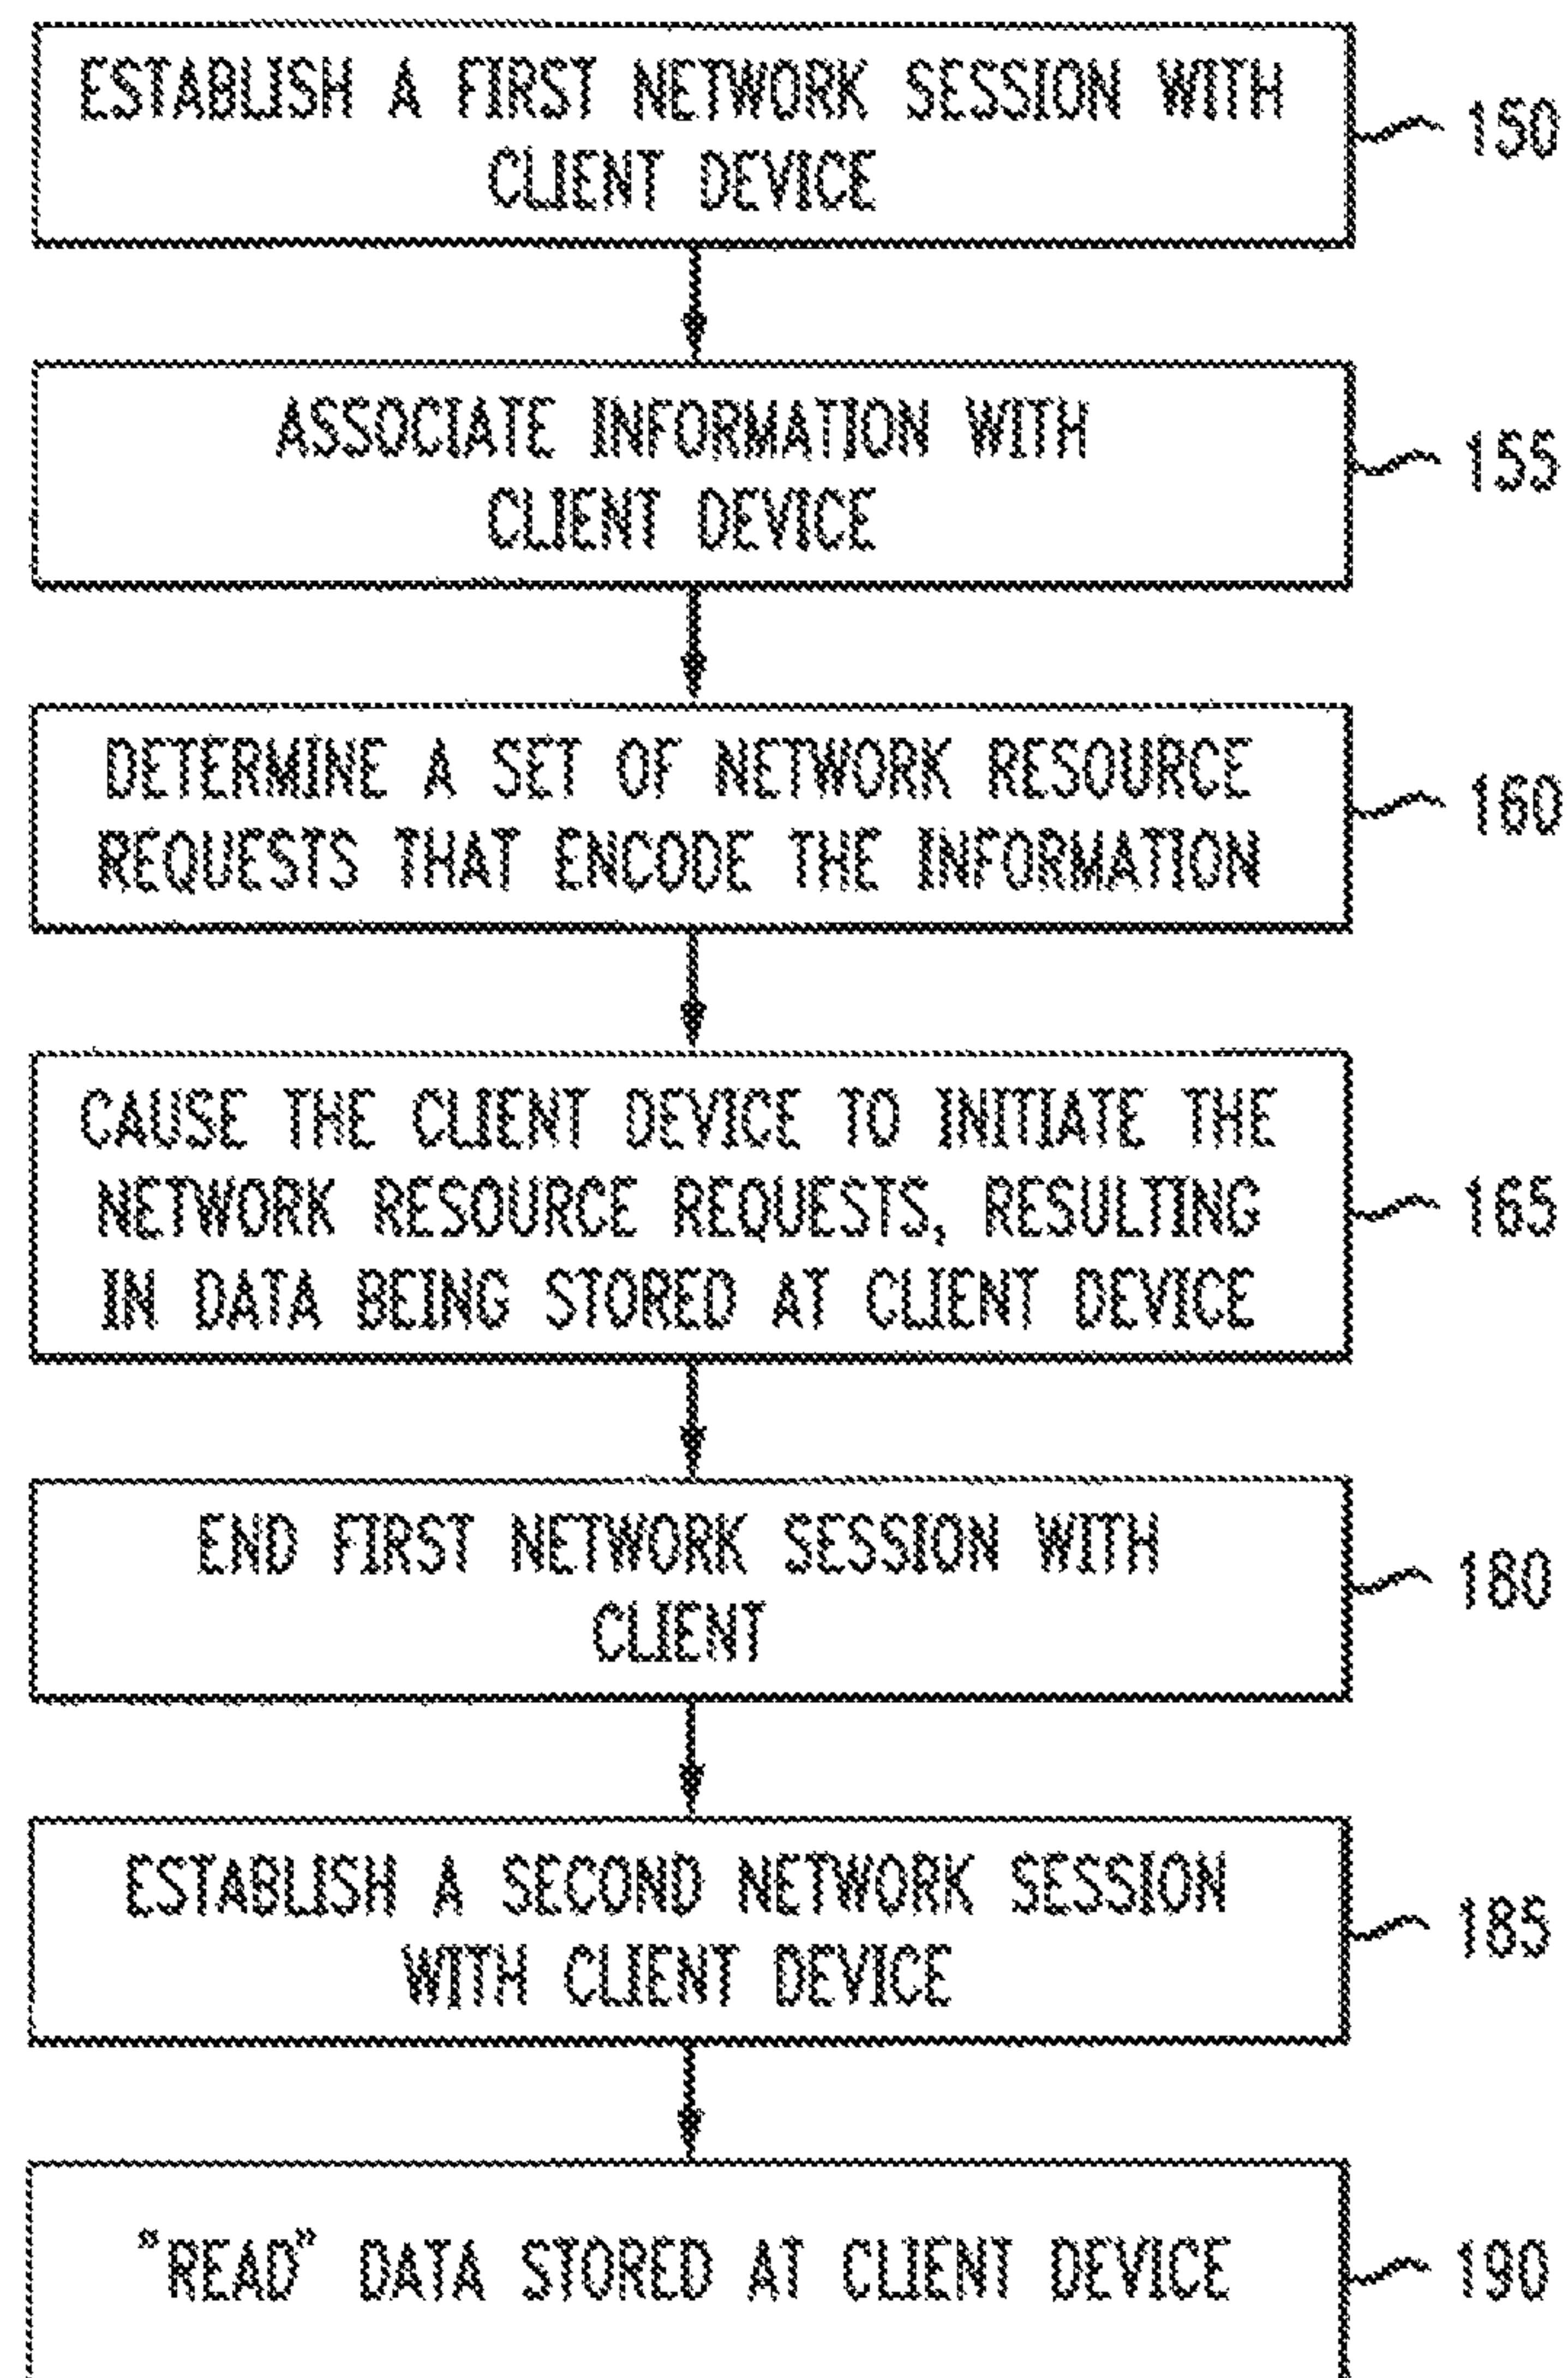 ESTABLISH A FIRST NETWORK SESSION WITH
CLIENT DEVICE
150
ASSOCIATE INFORMATION WITH
CLIENT DEVICE
155
DETERMINE A SET OF NETWORK RESOURCE
REQUESTS THAT ENCODE THE INFORMATION
160
CAUSE THE CLIENT DEVICE TO INITIATE THE
NETWORK RESOURCE REQUESTS, RESULTING
IN DATA BEING STORED AT CLIENT DEVICE
165
END FIRST NETWORK SESSION WITH
CLIENT
180
ESTABLISH A SECOND NETWORK SESSION
WITH CLIENT DEVICE
185
"READ" DATA STORED AT CLIENT DEVICE
190